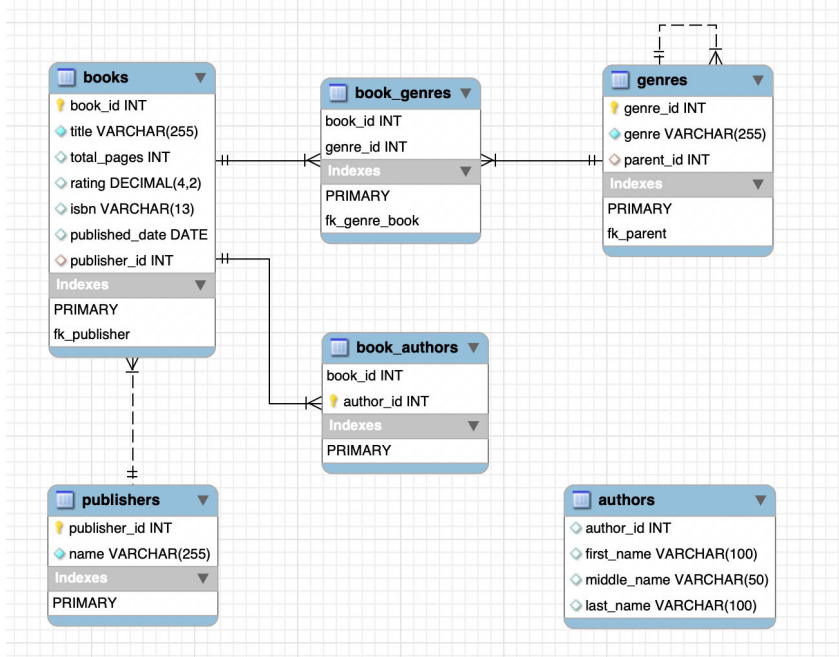 books
book_id INT
title VARCHAR(255)
total_pages INT
rating DECIMAL(4,2)
isbn VARCHAR(13)
published_date DATE
publisher_id INT
Indexes
PRIMARY
fk_publisher
book_genres
book_id INT
genre_id INT
Indexes
PRIMARY
fk_genre_book
genres
genre_id INT
genre VARCHAR(255)
parent_id INT
Indexes
PRIMARY
fk_parent
book_authors
book_id INT
author_id INT
Indexes
PRIMARY
publishers
publisher_id INT
name VARCHAR(255)
Indexes
PRIMARY
authors
author_id INT
first_name VARCHAR(100)
middle_name VARCHAR(50)
last_name VARCHAR(100)